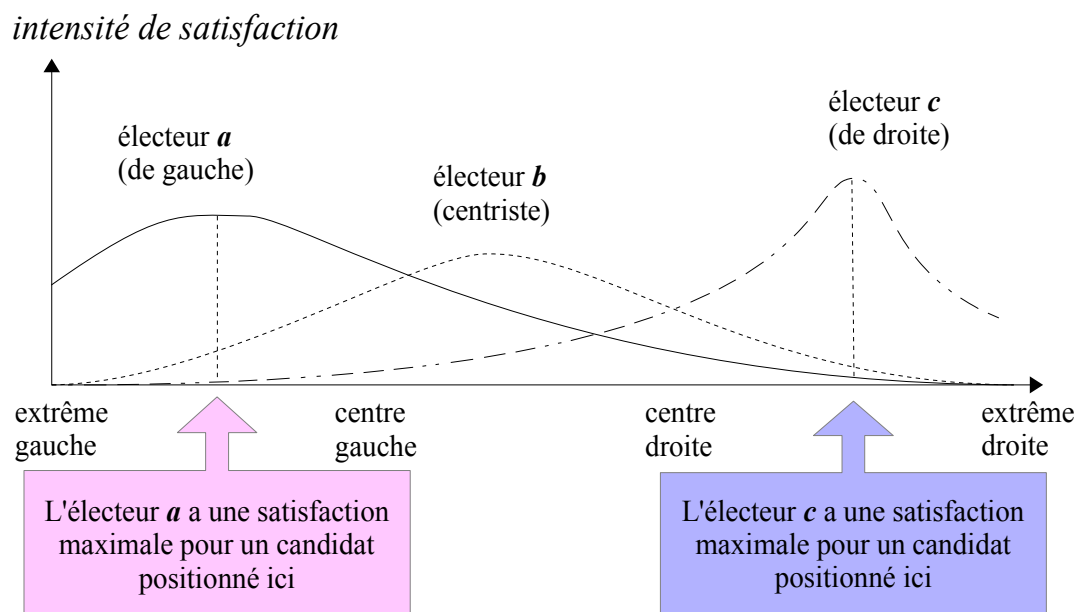 intensité de satisfaction
électeur a
(de gauche)
électeur b
(centriste)
électeur c
(de droite)
extrême
gauche
centre
gauche
centre
droite
extrême
droite
L'électeur a a une satisfaction
maximale pour un candidat
positionné ici
L'électeur c a une satisfaction
maximale pour un candidat
positionné ici